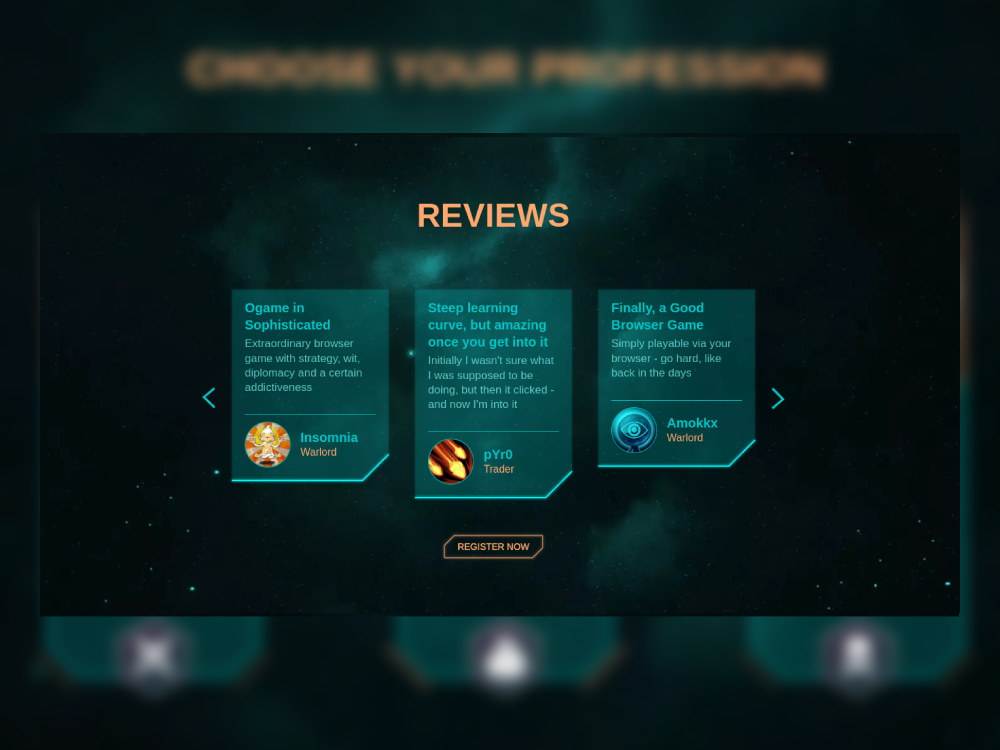 CHOOSE YOUR PROFESSION
REVIEWS
Ogame in
Sophisticated
Extraordinary browser
game with strategy, wit,
diplomacy and a certain
addictiveness
Insomnia
Warlord
Steep learning
curve, but amazing
once you get into it
Initially I wasn't sure what
I was supposed to be
doing, but then it clicked -
and now I'm into it
pYr0
Trader
Finally, a Good
Browser Game
Simply playable via your
browser - go hard, like
back in the days
Amokkx
Warlord
REGISTER NOW